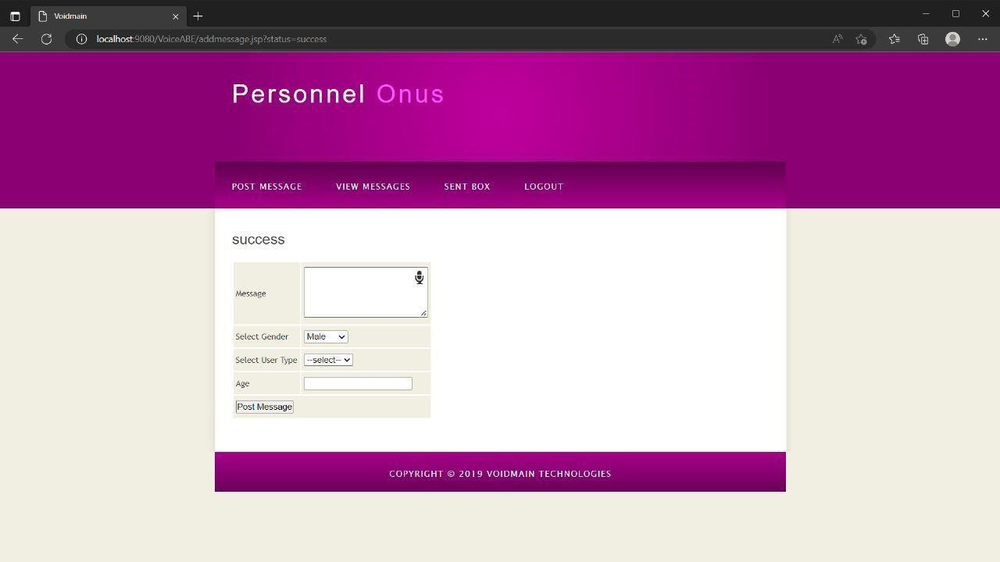 Voidmain
localhost:9080/VoiceABE/addmessage.jsp?status=success
Personnel Onus
POST MESSAGE VIEW MESSAGES SENT BOX LOGOUT
success
Message
Select Gender Male
Select User Type --select--
Age
Post Message
COPYRIGHT © 2019 VOIDMAIN TECHNOLOGIES